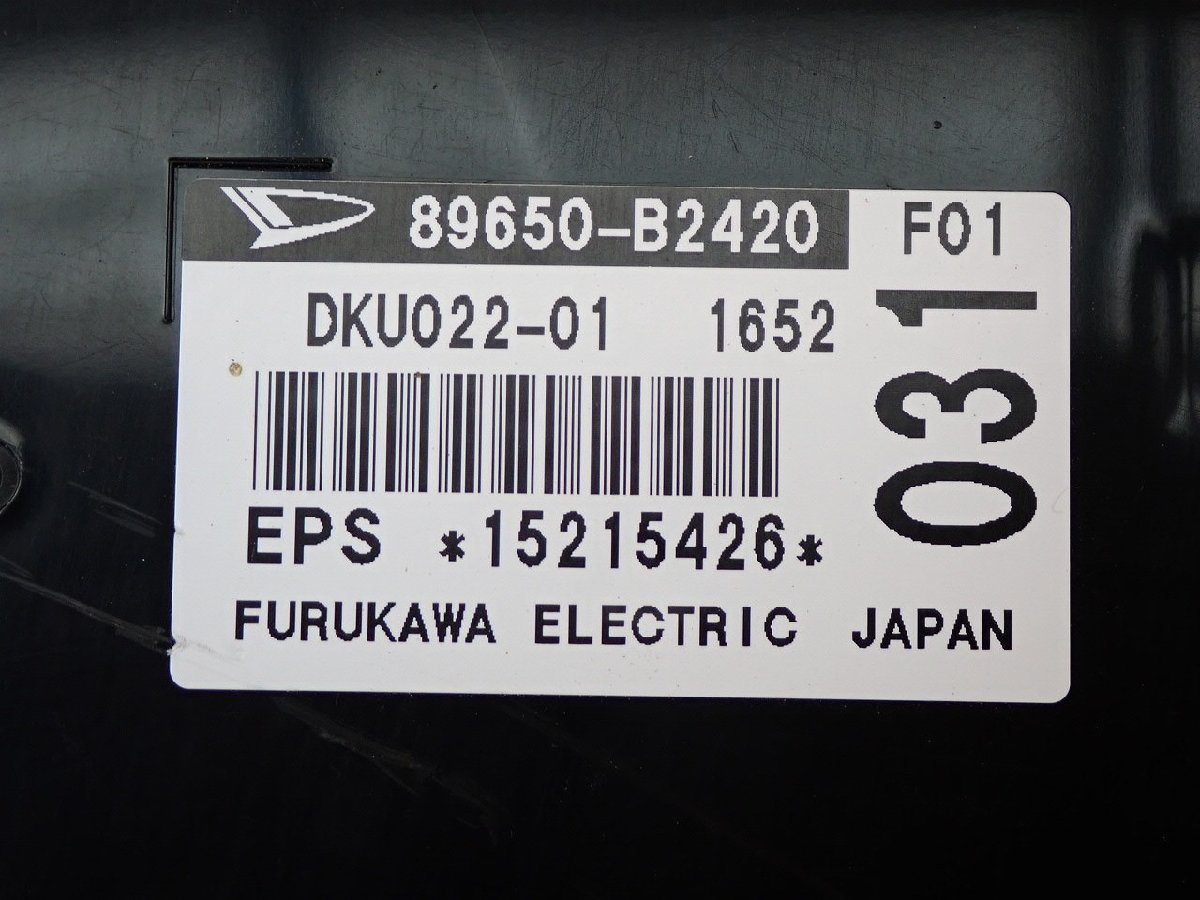 89650-B2420 F01
DKU022-01 1652
031
EPS *15215426*
FURUKAWA ELECTRIC JAPAN